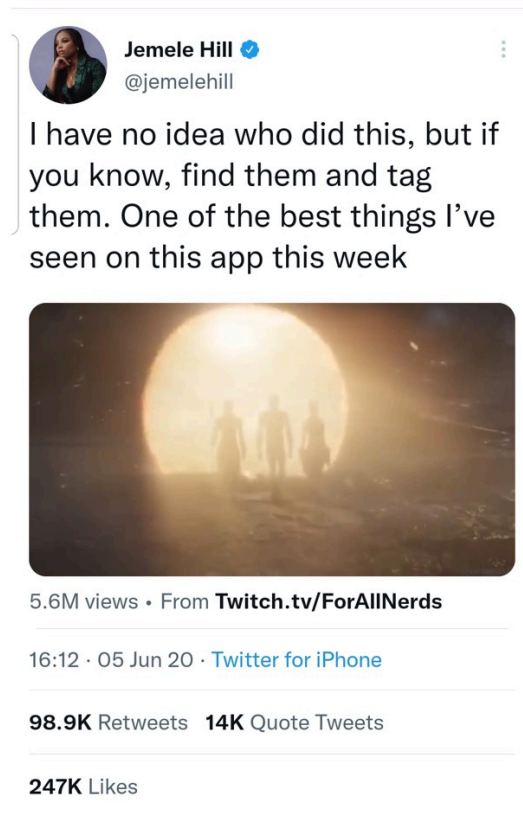 Jemele Hill
@jemelehill
I have no idea who did this, but if
you know, find them and tag
them. One of the best things I’ve
seen on this app this week
5.6M views • From Twitch.tv/ForAllNerds
16:12 · 05 Jun 20 · Twitter for iPhone
98.9K Retweets 14K Quote Tweets
247K Likes